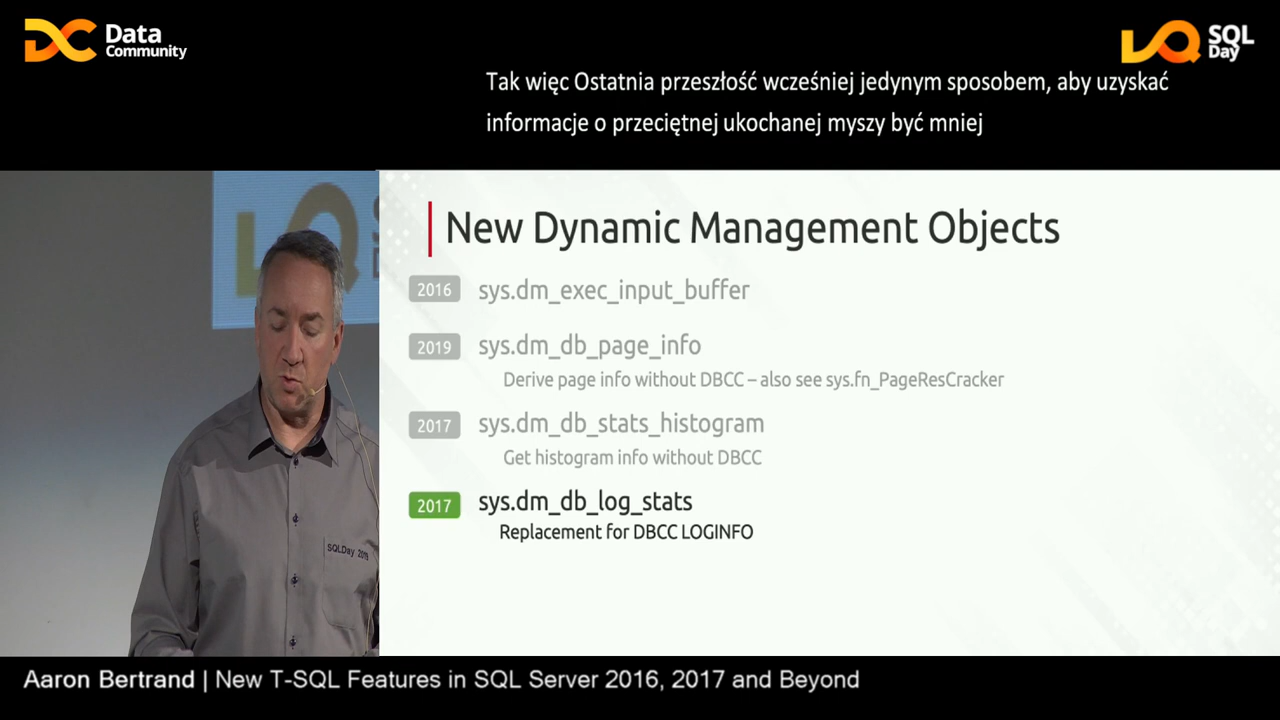 Data
Community
SQL
Day
Tak więc Ostatnia przeszłość wcześniej jedynym sposobem, aby uzyskać
informacje o przeciętnej ukochanej myszy być mniej
New Dynamic Management Objects
2016 sys.dm_exec_input_buffer
2019 sys.dm_db_page_info
Derive page info without DBCC – also see sys.fn_PageResCracker
2017 sys.dm_db_stats_histogram
Get histogram info without DBCC
2017 sys.dm_db_log_stats
Replacement for DBCC LOGINFO
SQLDay 2019
Aaron Bertrand | New T-SQL Features in SQL Server 2016, 2017 and Beyond